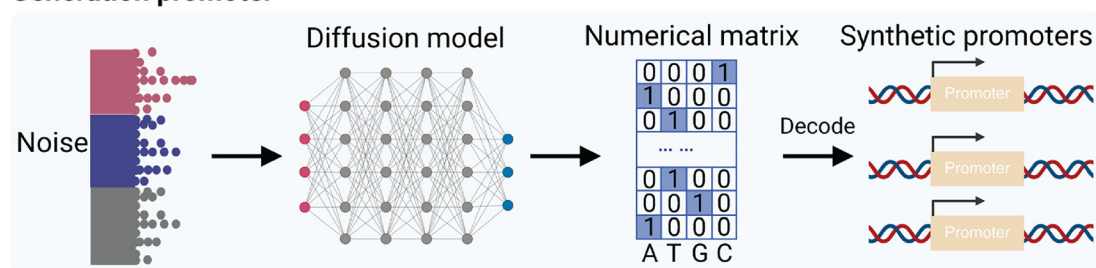 Diffusion model
Numerical matrix
Synthetic promoters
Noise
0 0 0 1
1 0 0 0
0 1 0 0
... ...
0 1 0 0
0 0 1 0
1 0 0 0
A T G C
Decode
Promoter
Promoter
Promoter